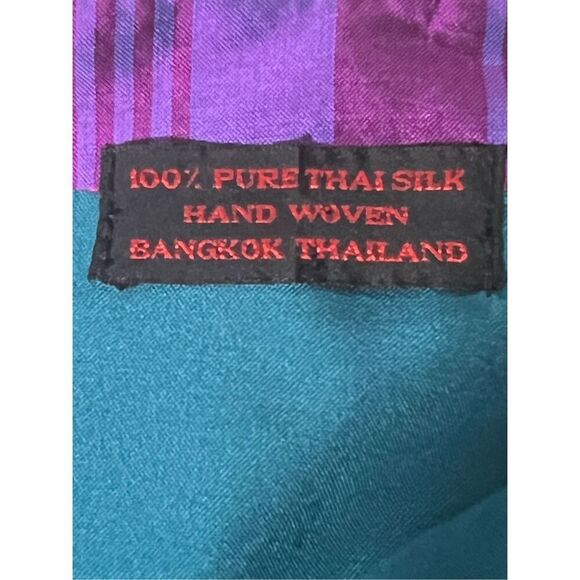 100% PURE THAI SILK
HAND WOVEN
BANGKOK THAILAND